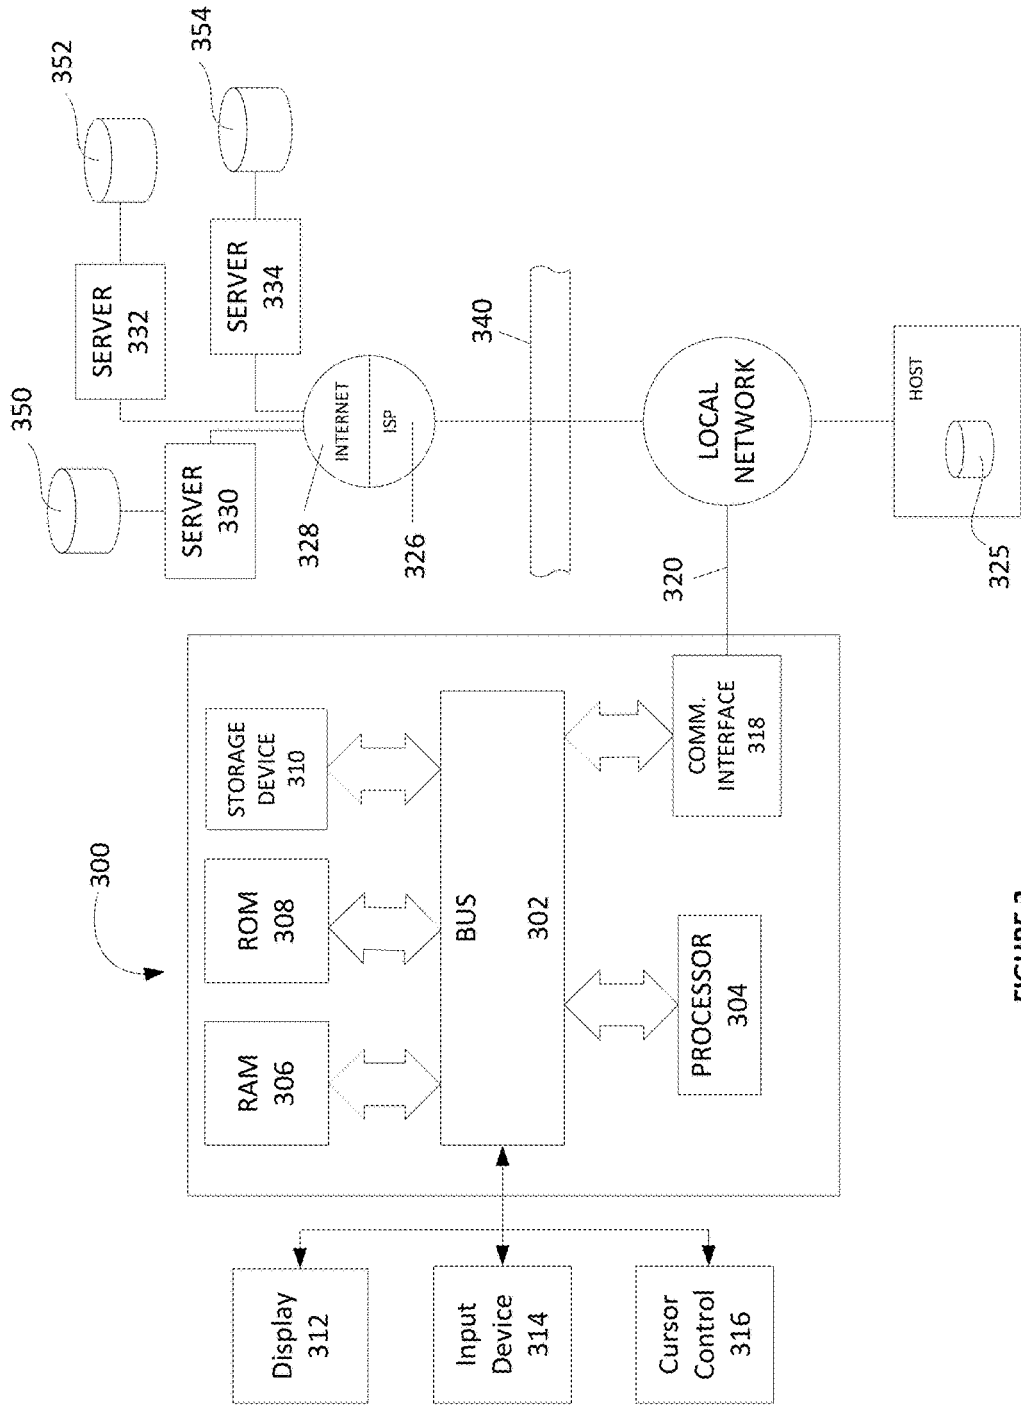 300
Display
312
Input
Device
314
Cursor
Control
316
RAM
306
ROM
308
STORAGE
DEVICE
310
BUS
302
PROCESSOR
304
COMM.
INTERFACE
318
350
352
354
SERVER
330
SERVER
332
SERVER
334
INTERNET
ISP
328
326
340
320
LOCAL
NETWORK
HOST
325
FIGURE